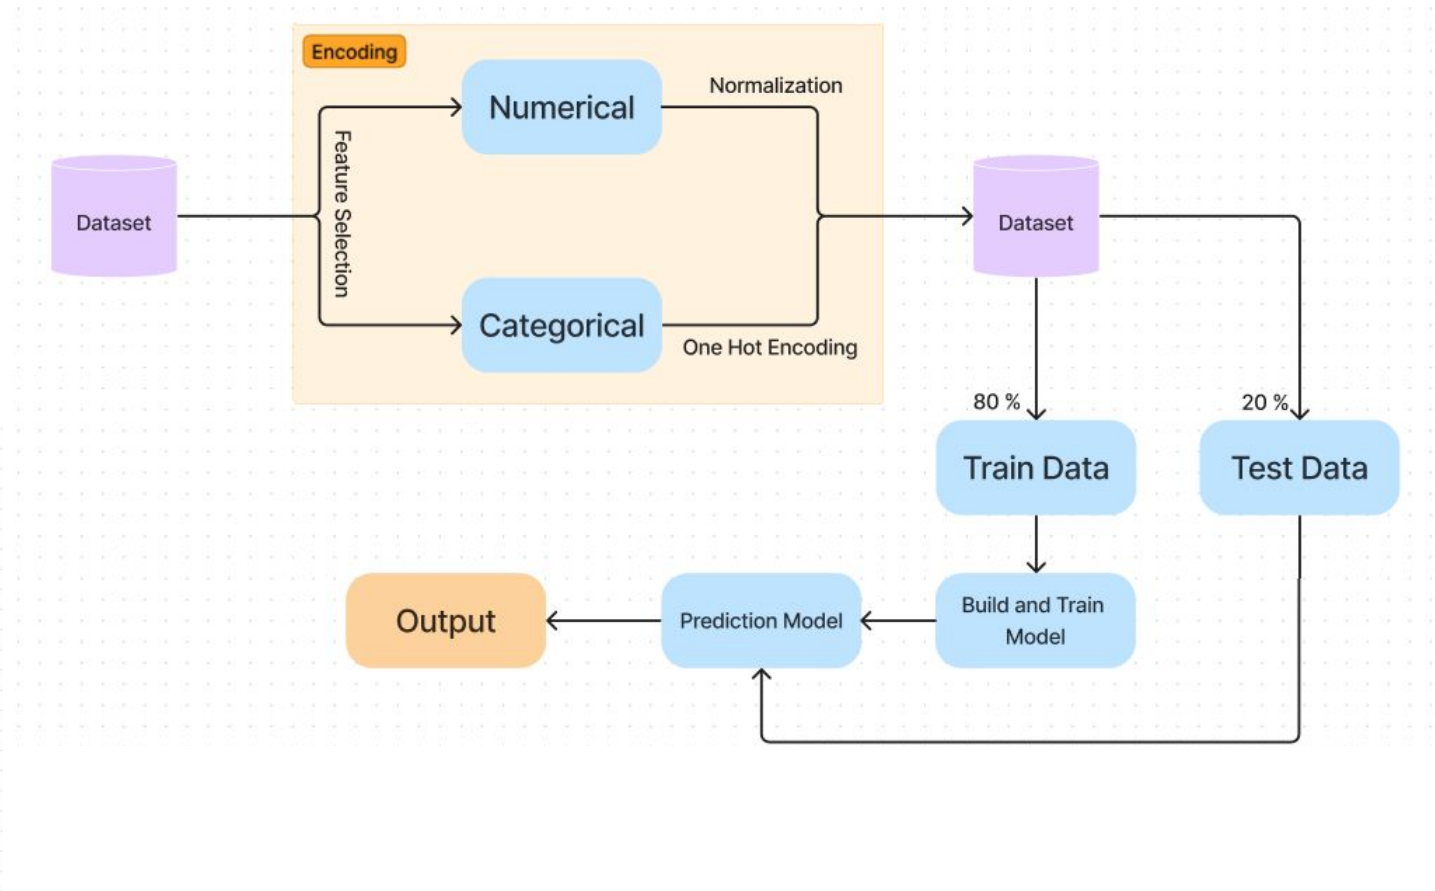 Encoding
Numerical
Normalization
Feature Selection
Dataset
Dataset
Categorical
One Hot Encoding
80 %
20 %
Train Data
Test Data
Output
Prediction Model
Build and Train
Model